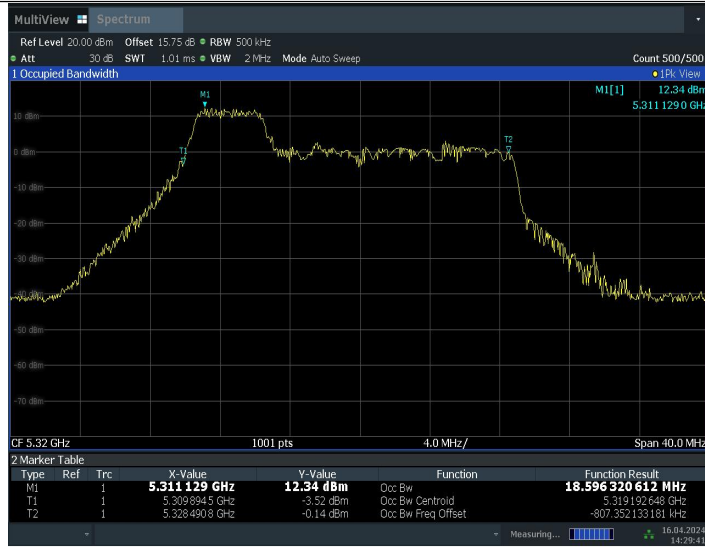 MultiView Spectrum
Ref Level 20.00 dBm Offset 15.75 dB RBW 500 kHz
Att 30 dB SWT 1.01 ms VBW 2 MHz Mode Auto Sweep Count 500/500
1 Occupied Bandwidth 1Pk View
M1[1] 12.34 dBm
5.311 129 0 GHz
M1
10 dBm
T2
T1
0 dBm
-10 dBm
-20 dBm
-30 dBm
-40 dBm
-50 dBm
-60 dBm
-70 dBm
CF 5.32 GHz 1001 pts 4.0 MHz/ Span 40.0 MHz
2 Marker Table
Type Ref Trc X-Value Y-Value Function Function Result
M1 1 5.311 129 GHz 12.34 dBm Occ Bw 18.596 320 612 MHz
T1 1 5.309 894 5 GHz -3.52 dBm Occ Bw Centroid 5.319 192 648 GHz
T2 1 5.328 490 8 GHz -0.14 dBm Occ Bw Freq Offset -807.352 133 181 kHz
Measuring... 16.04.2024
14:29:41